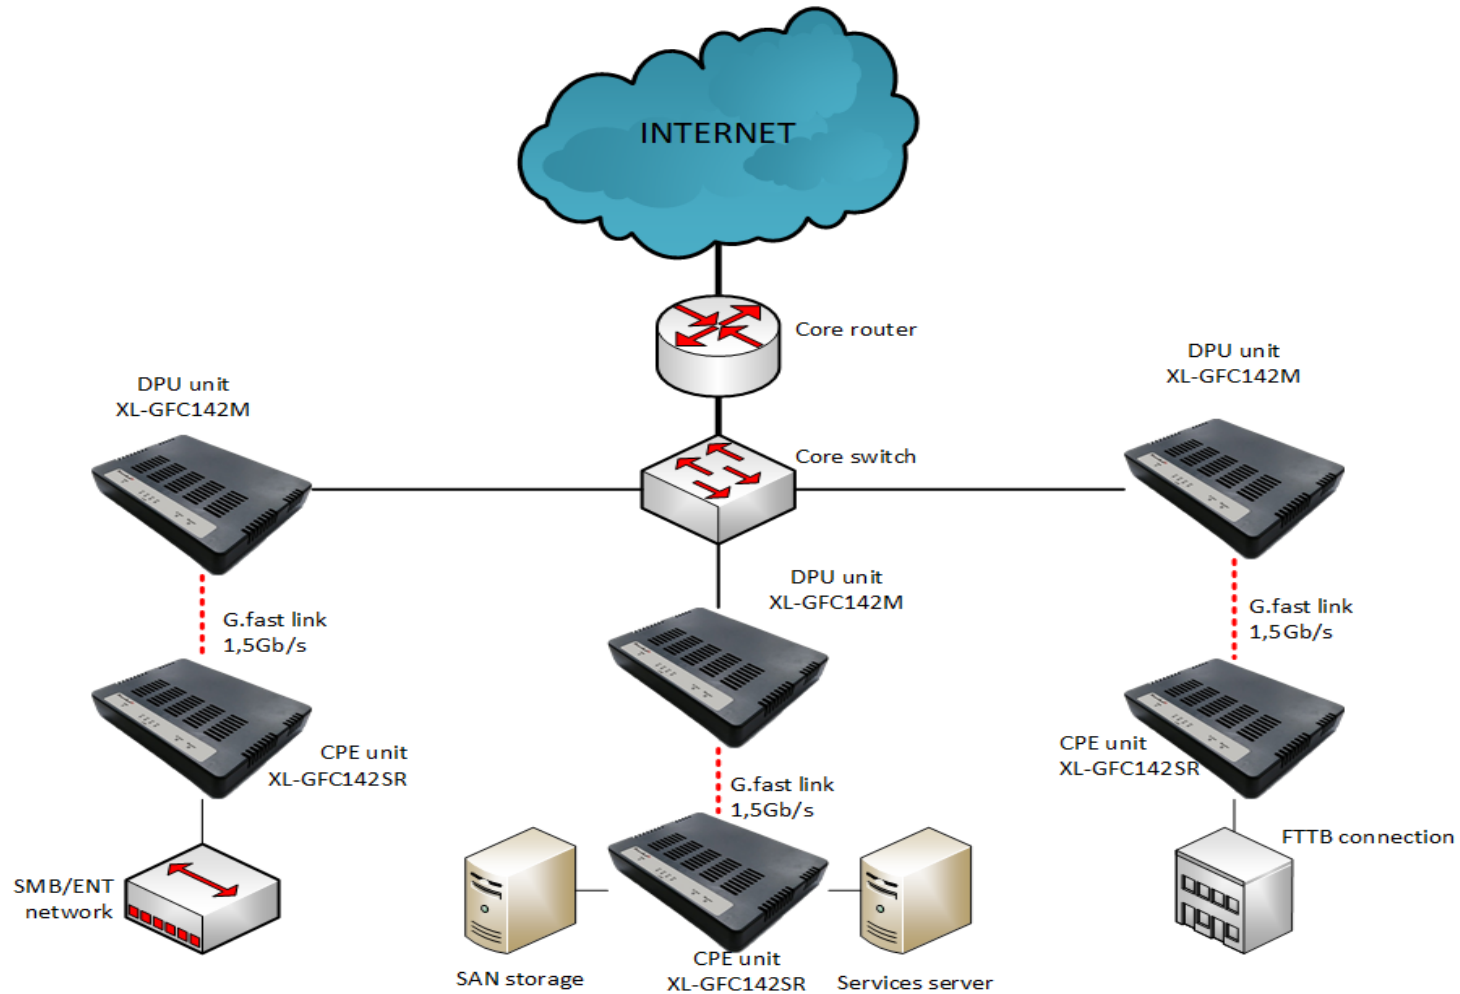 INTERNET
Core router
DPU unit
XL-GFC142M
DPU unit
XL-GFC142M
Core switch
DPU unit
XL-GFC142M
G.fast link
1,5Gb/s
G.fast link
1,5Gb/s
CPE unit
XL-GFC142SR
CPE unit
XL-GFC142SR
G.fast link
1,5Gb/s
FTTB connection
SMB/ENT
network
SAN storage
CPE unit
XL-GFC142SR
Services server